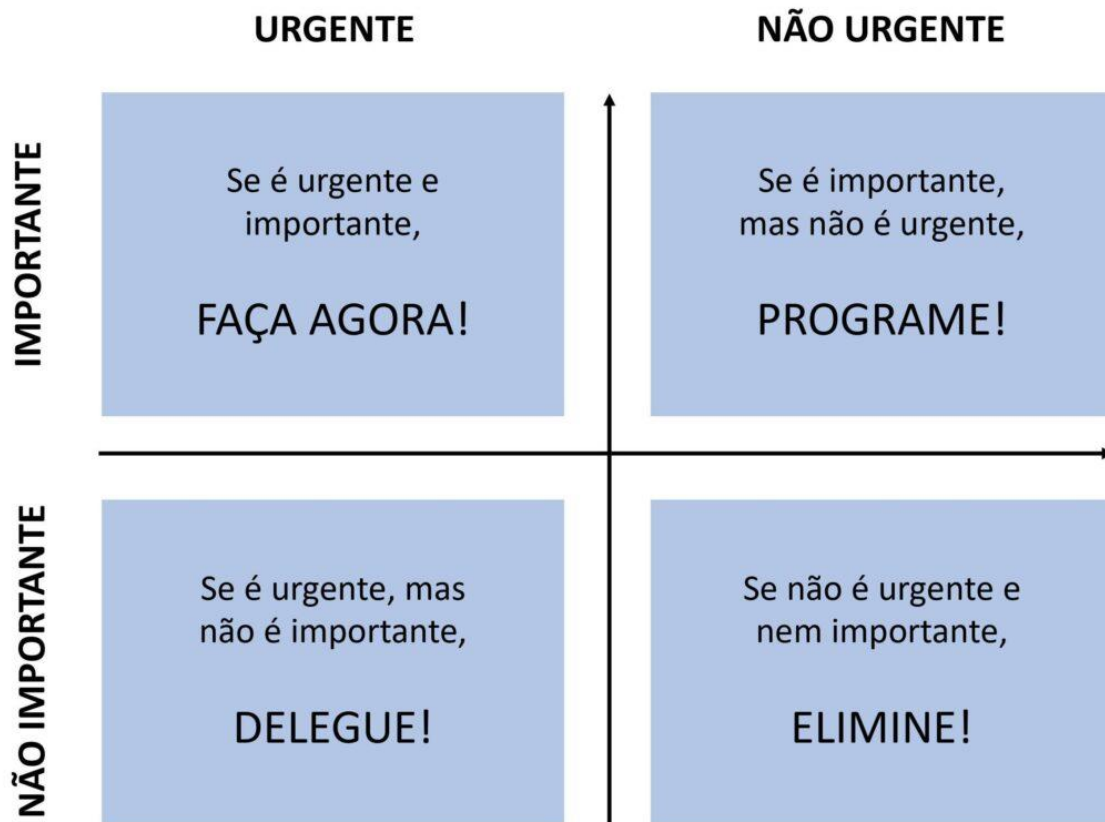 URGENTE
NÃO URGENTE
IMPORTANTE
Se é urgente e
importante,
FAÇA AGORA!
Se é importante,
mas não é urgente,
PROGRAME!
NÃO IMPORTANTE
Se é urgente, mas
não é importante,
DELEGUE!
Se não é urgente e
nem importante,
ELIMINE!